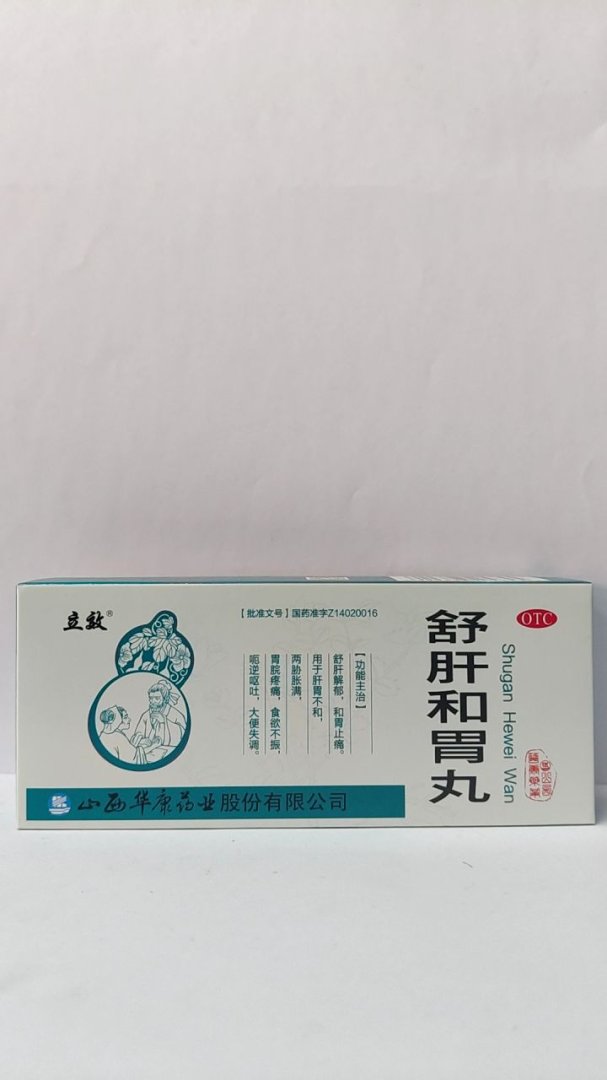 立效®
【批准文号】国药准字Z14020016
OTC
舒肝和胃丸
Shugan Hewei Wan
【功能主治】
舒肝解郁，和胃止痛。
用于肝胃不和，
两胁胀满，
胃脘疼痛，食欲不振，
呃逆呕吐，大便失调。
山西华康药业股份有限公司